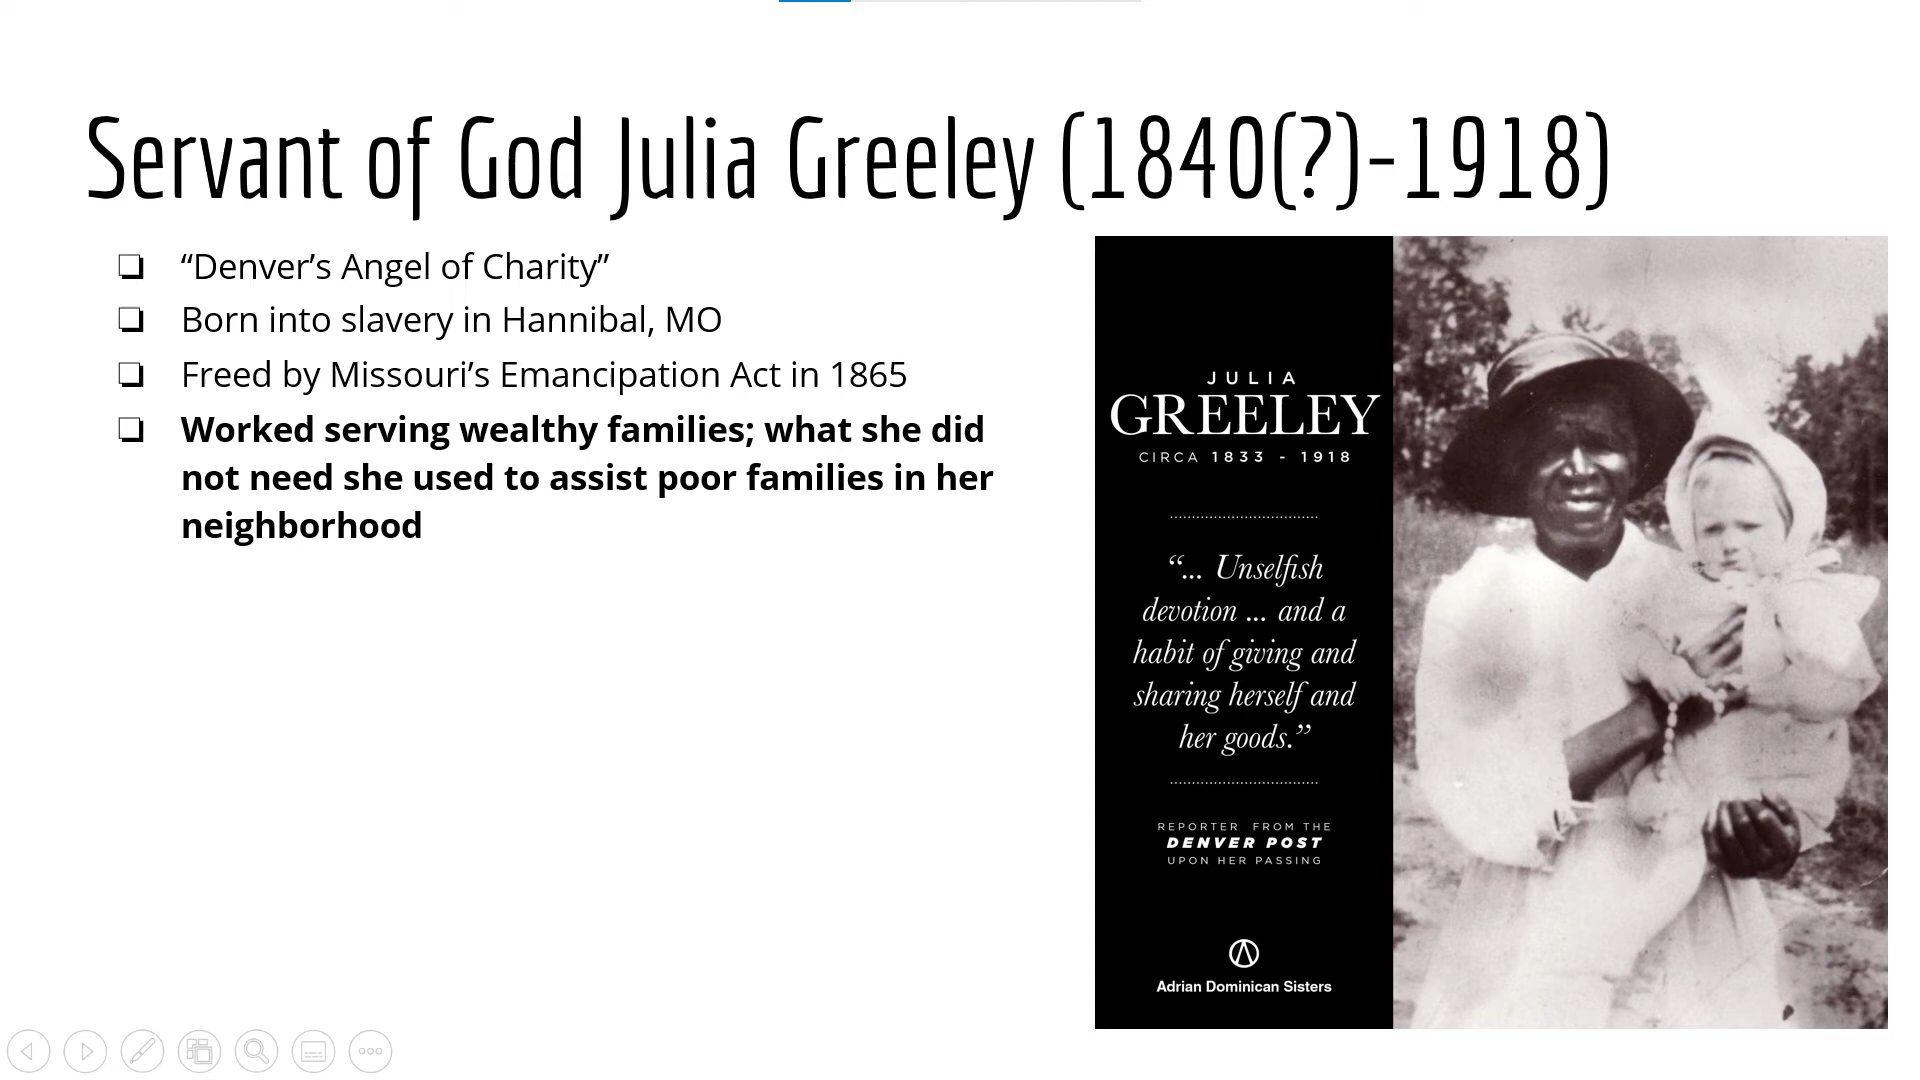 Servant of God Julia Greeley (1840(?)-1918)
❏ “Denver’s Angel of Charity”
❏ Born into slavery in Hannibal, MO
❏ Freed by Missouri’s Emancipation Act in 1865
❏ Worked serving wealthy families; what she did
not need she used to assist poor families in her
neighborhood
JULIA
GREELEY
CIRCA 1833 - 1918
“... Unselfish
devotion ... and a
habit of giving and
sharing herself and
her goods.”
REPORTER FROM THE
DENVER POST
UPON HER PASSING
Adrian Dominican Sisters